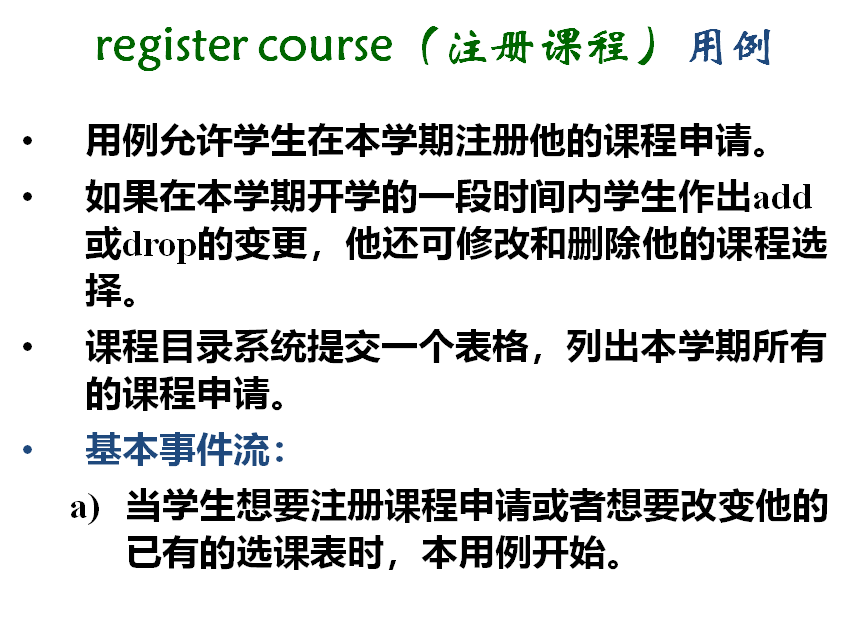 register course（注册课程）用例
• 用例允许学生在本学期注册他的课程申请。
• 如果在本学期开学的一段时间内学生作出add
或drop的变更，他还可修改和删除他的课程选
择。
• 课程目录系统提交一个表格，列出本学期所有
的课程申请。
• 基本事件流：
a) 当学生想要注册课程申请或者想要改变他的
已有的选课表时，本用例开始。